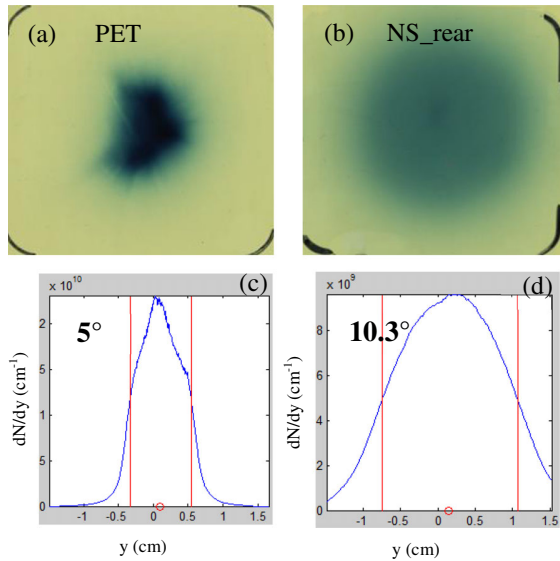 (a) PET
(b) NS_rear
(c)
x 10^10
5°
2
5
1
5
0
dN/dy (cm⁻¹)
-1 -0.5 0 0.5 1 1.5
y (cm)
(d)
x 10^9
10.3°
8
6
4
2
0
dN/dy (cm⁻¹)
-1 -0.5 0 0.5 1 1.5
y (cm)